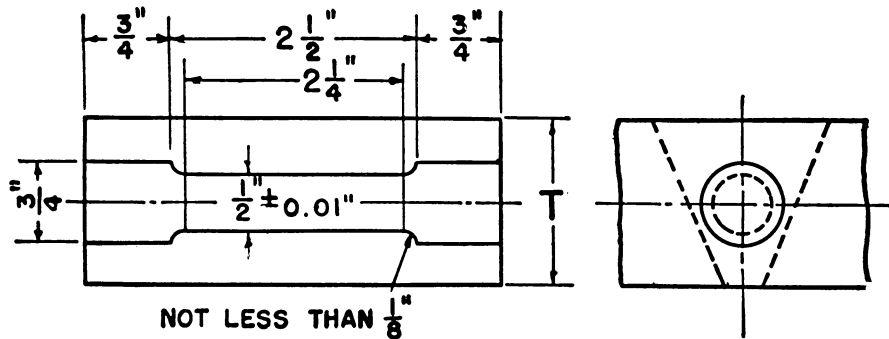 3/4" 2 1/2" 3/4"
2 1/4"
3/4"
1/2" ± 0.01"
T
NOT LESS THAN 1/8"